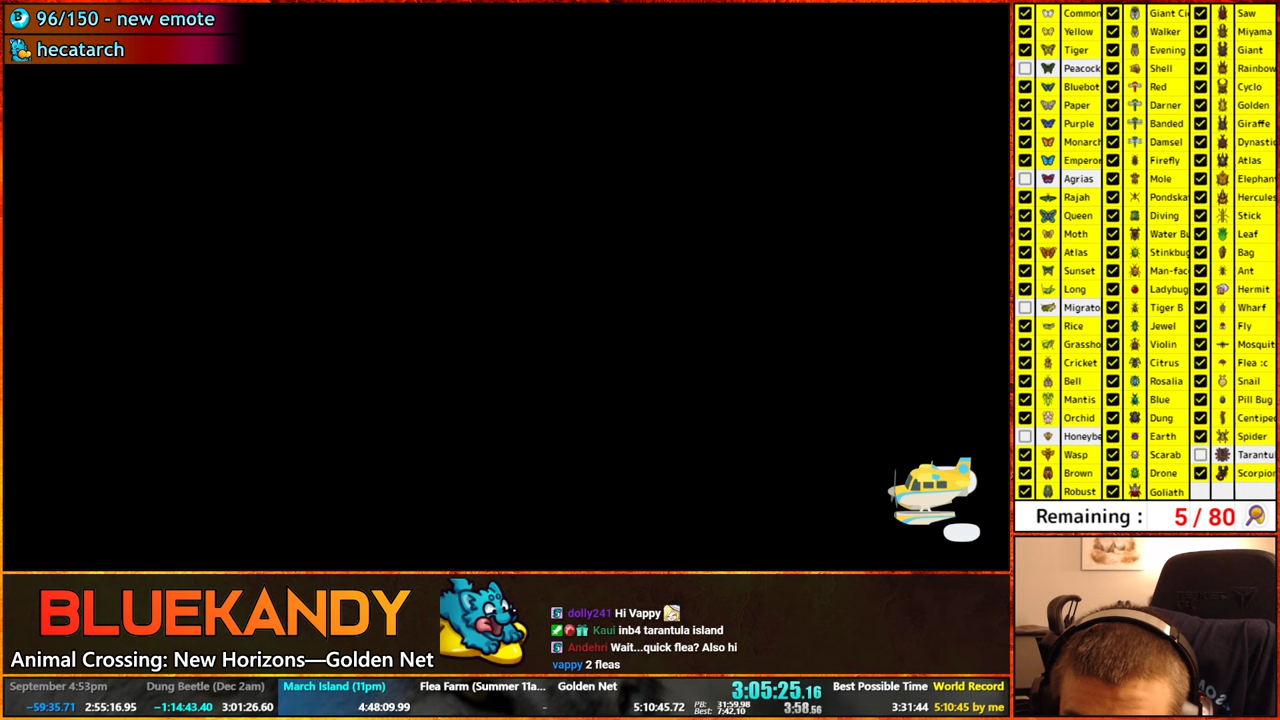 96/150 - new emote
hecatarch
Common Giant Ci Saw
Yellow Walker Miyama
Tiger Evening Giant
Peacock Shell Rainbow
Bluebot Red Cyclo
Paper Darner Golden
Purple Banded Giraffe
Monarch Damsel Dynastic
Emperor Firefly Atlas
Agrias Mole Elephan
Rajah Pondska Hercules
Queen Diving Stick
Moth Water Bu Leaf
Atlas Stinkbug Bag
Sunset Man-fac Ant
Long Ladybug Hermit
Migrato Tiger B Wharf
Rice Jewel Fly
Grassho Violin Mosquit
Cricket Citrus Flea :c
Bell Rosalia Snail
Mantis Blue Pill Bug
Orchid Dung Centipe
Honeybe Earth Spider
Wasp Scarab Tarantu
Brown Drone Scorpion
Robust Goliath
Remaining : 5 / 80
BLUEKANDY
Animal Crossing: New Horizons—Golden Net
dolly241 Hi Vappy
Kaui inb4 tarantula island
Andehri Wait...quick flea? Also hi
vappy 2 fleas
September 4:53pm Dung Beetle (Dec 2am) March Island (11pm) Flea Farm (Summer 11a... Golden Net 3:05:25.16 Best Possible Time World Record
-59:35.71 2:55:16.95 -1:14:43.40 3:01:26.60 4:48:09.99 - 5:10:45.72 PB: 31:59.98 Best: 7:42.10 3:58.56 3:31:44 5:10:45 by me